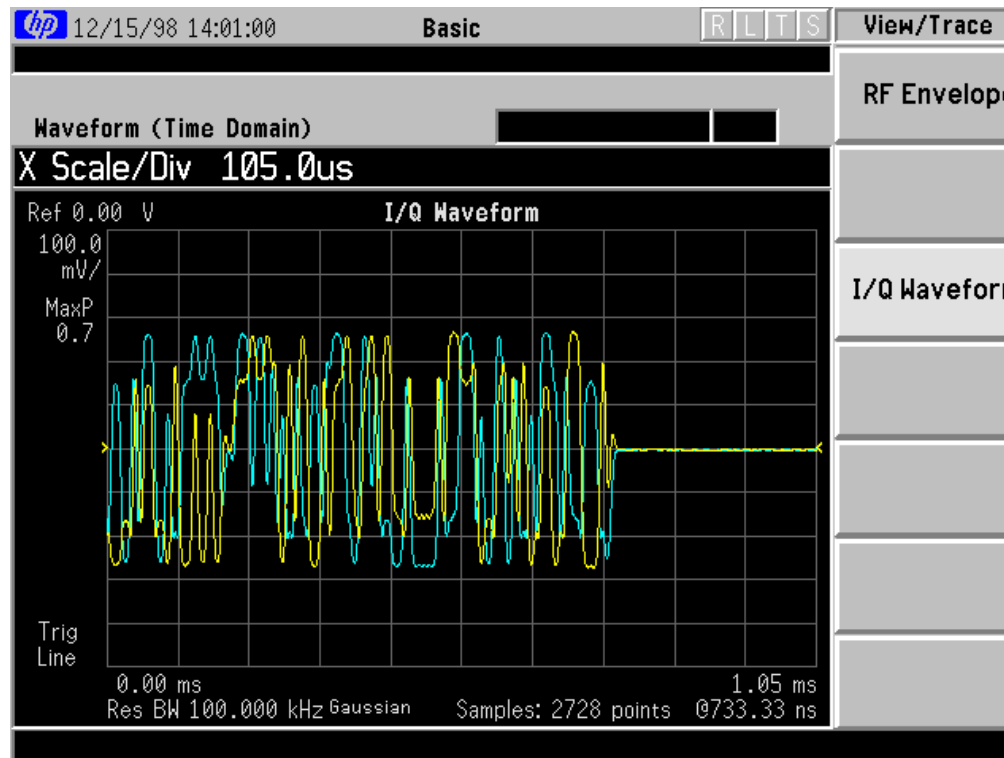 hp 12/15/98 14:01:00 Basic R L T S View/Trace
RF Envelope
Waveform (Time Domain)
X Scale/Div 105.0us
Ref 0.00 V I/Q Waveform
100.0
mV/
MaxP
0.7
I/Q Waveform
Trig
Line
0.00 ms 1.05 ms
Res BW 100.000 kHz Gaussian Samples: 2728 points @733.33 ns